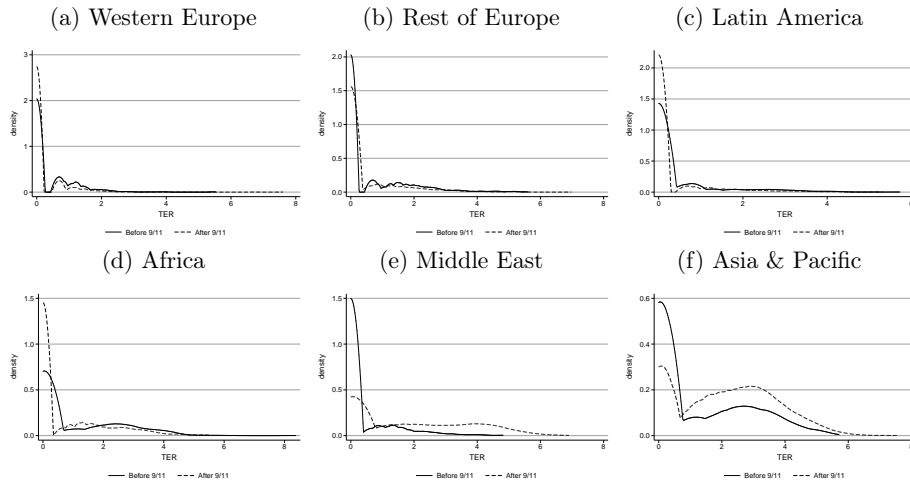 (a) Western Europe
3
2
1
0
density
0 2 4 6 8
TER
Before 9/11 After 9/11
(b) Rest of Europe
2.0
1.5
1.0
0.5
0.0
density
0 2 4 6 8
TER
Before 9/11 After 9/11
(c) Latin America
2.0
1.5
1.0
0.5
0.0
density
0 2 4 6 8
TER
Before 9/11 After 9/11
(d) Africa
1.5
1.0
0.5
0.0
density
0 2 4 6 8
TER
Before 9/11 After 9/11
(e) Middle East
1.5
1.0
0.5
0.0
density
0 2 4 6 8
TER
Before 9/11 After 9/11
(f) Asia & Pacific
0.6
0.4
0.2
0.0
density
0 2 4 6 8
TER
Before 9/11 After 9/11